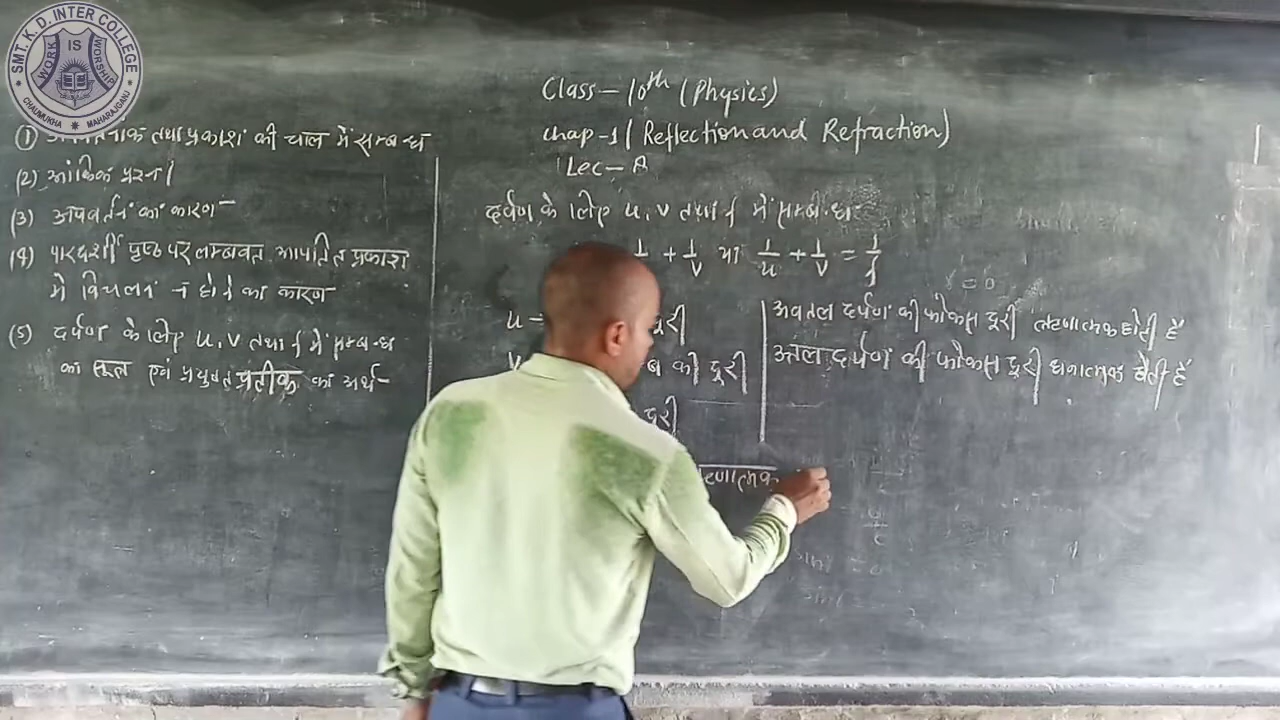 SMT. K. D. INTER COLLEGE
WORK IS WORSHIP
CHAUMUKHA MAHARAJGANJ
Class - 10th (Physics)
Chap-1 ( Reflection and Refraction)
Lec - A
(1) तथा प्रकाश की चाल में सम्बन्ध
(2) आंकिक प्रश्न।
(3) अपवर्तन का कारण-
(4) पारदर्शी पृष्ठ पर लम्बवत आपतित प्रकाश
में विचलन न होने का कारण
(5) दर्पण के लिए u, v तथा f में सम्बन्ध
का सूत्र एवं प्रयुक्त प्रतीक का अर्थ-
दर्पण के लिए u, v तथा f में सम्बन्ध
1/ + 1/v या 1/u + 1/v = 1/f
u =
दूरी
v
ब की दूरी
दूरी
ऋणात्मक
अवतल दर्पण की फोकस दूरी ऋणात्मक होती है
उत्तल दर्पण की फोकस दूरी धनात्मक होती है